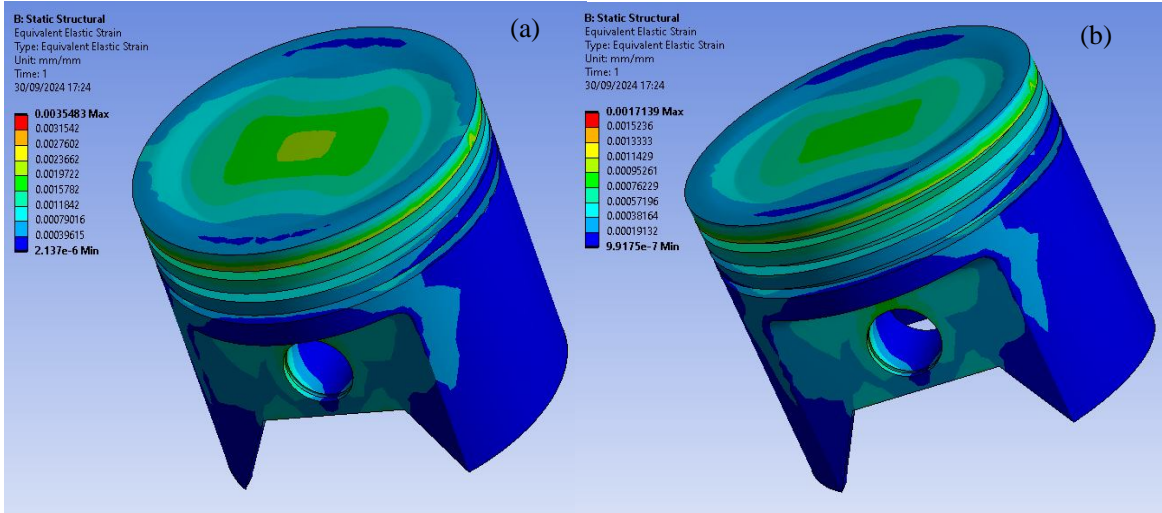 B: Static Structural
Equivalent Elastic Strain
Type: Equivalent Elastic Strain
Unit: mm/mm
Time: 1
30/09/2024 17:24
0.0035483 Max
0.0031542
0.0027602
0.0023662
0.0019722
0.0015782
0.0011842
0.00079016
0.00039615
2.137e-6 Min
(a)
B: Static Structural
Equivalent Elastic Strain
Type: Equivalent Elastic Strain
Unit: mm/mm
Time: 1
30/09/2024 17:24
0.0017139 Max
0.0015236
0.0013333
0.0011429
0.00095261
0.00076229
0.00057196
0.00038164
0.00019132
9.9175e-7 Min
(b)